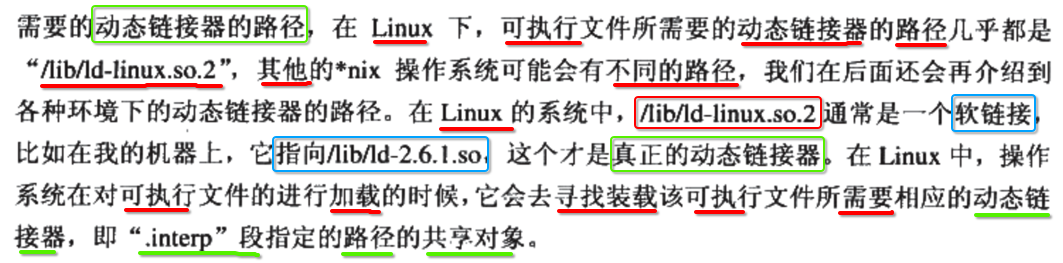 需要的动态链接器的路径，在 Linux 下，可执行文件所需要的动态链接器的路径几乎都是
“/lib/ld-linux.so.2”，其他的*nix 操作系统可能会有不同的路径，我们在后面还会再介绍到
各种环境下的动态链接器的路径。在 Linux 的系统中，/lib/ld-linux.so.2 通常是一个软链接，
比如在我的机器上，它指向/lib/ld-2.6.1.so，这个才是真正的动态链接器。在 Linux 中，操作
系统在对可执行文件的进行加载的时候，它会去寻找装载该可执行文件所需要相应的动态链
接器，即“.interp”段指定的路径的共享对象。